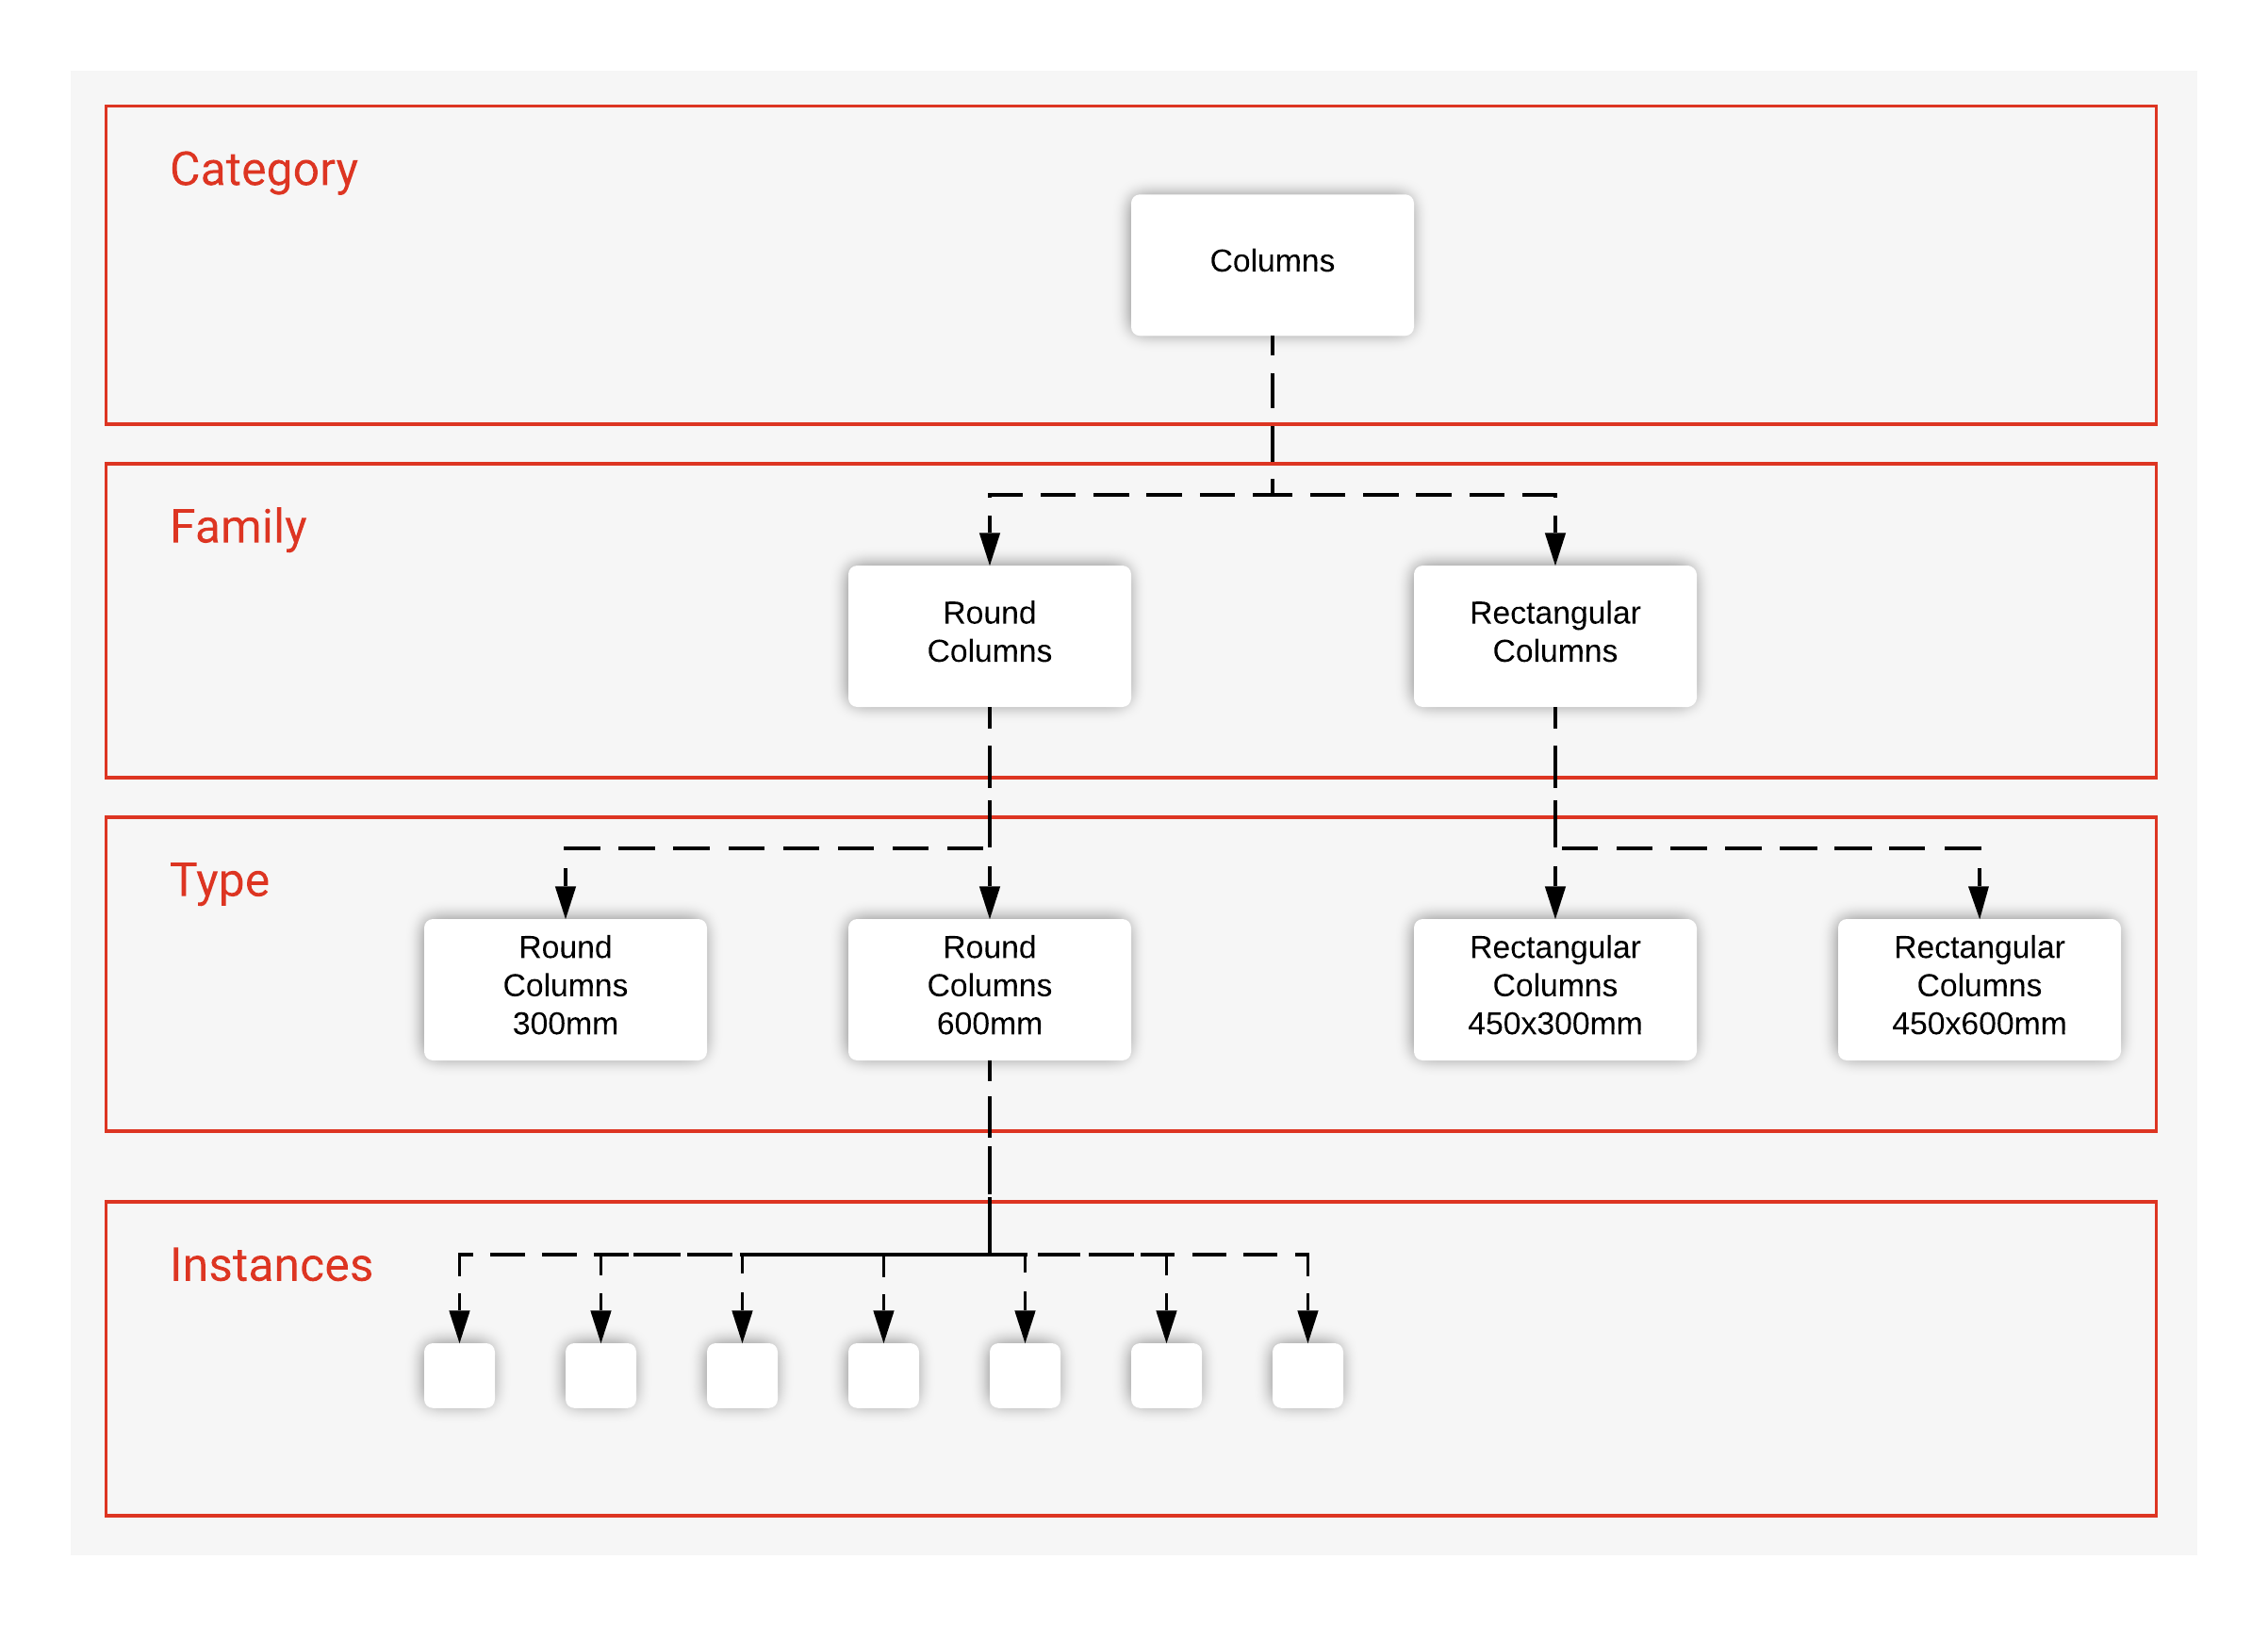 Category
Columns
Family
Round
Columns
Rectangular
Columns
Type
Round
Columns
300mm
Round
Columns
600mm
Rectangular
Columns
450x300mm
Rectangular
Columns
450x600mm
Instances